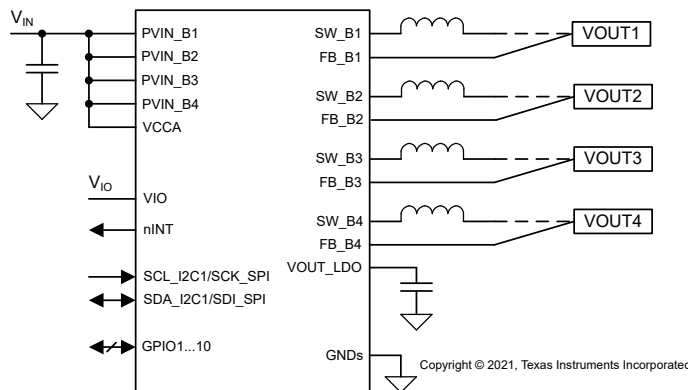 VIN
PVIN_B1
PVIN_B2
PVIN_B3
PVIN_B4
VCCA
VIO
VIO
nINT
SCL_I2C1/SCK_SPI
SDA_I2C1/SDI_SPI
GPIO1...10
SW_B1
FB_B1
VOUT1
SW_B2
FB_B2
VOUT2
SW_B3
FB_B3
VOUT3
SW_B4
FB_B4
VOUT4
VOUT_LDO
GNDs
Copyright © 2021, Texas Instruments Incorporated